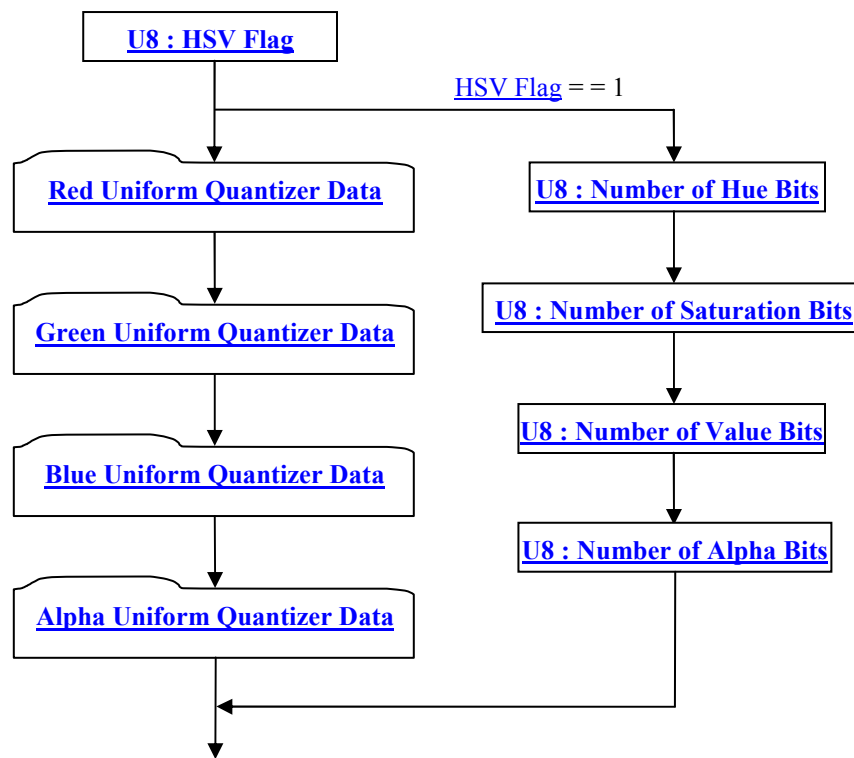 U8 : HSV Flag
HSV Flag = = 1
Red Uniform Quantizer Data
U8 : Number of Hue Bits
Green Uniform Quantizer Data
U8 : Number of Saturation Bits
Blue Uniform Quantizer Data
U8 : Number of Value Bits
Alpha Uniform Quantizer Data
U8 : Number of Alpha Bits